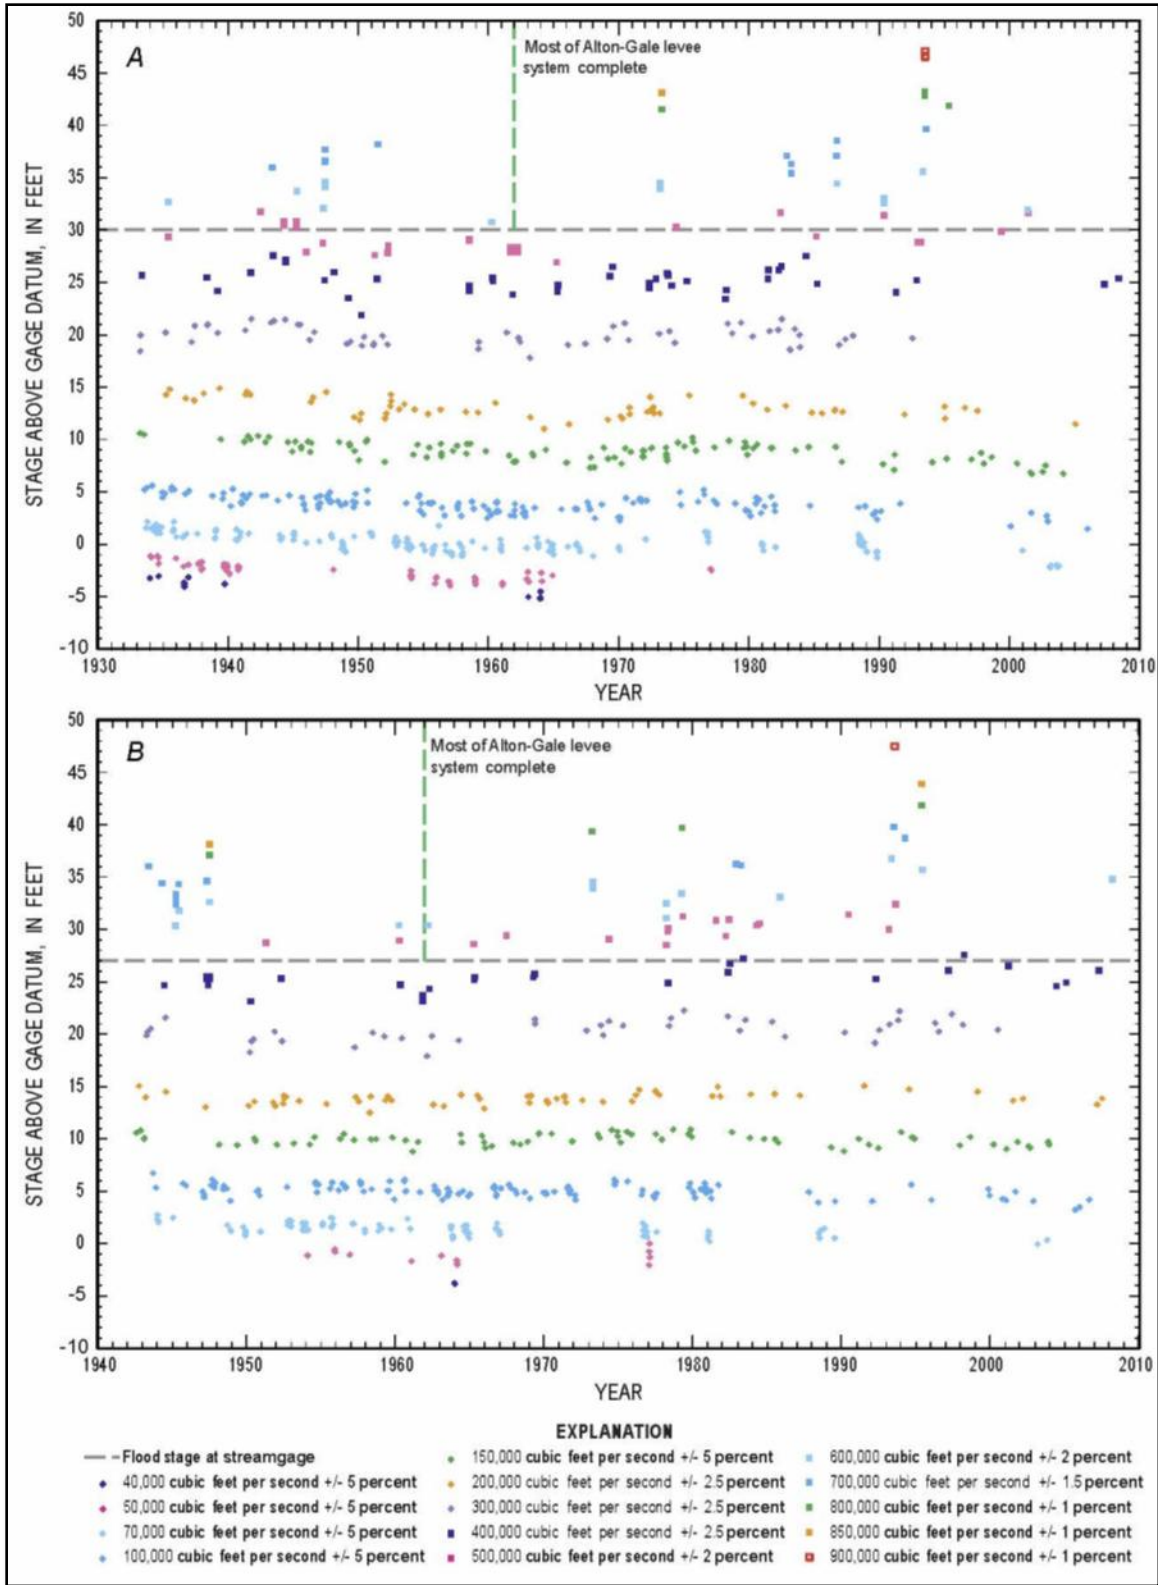 A
Most of Alton-Gale levee
system complete
STAGE ABOVE GAGE DATUM, IN FEET
50
45
40
35
30
25
20
15
10
5
0
-5
-10
1930 1940 1950 1960 1970 1980 1990 2000 2010
YEAR
B
Most of Alton-Gale levee
system complete
STAGE ABOVE GAGE DATUM, IN FEET
50
45
40
35
30
25
20
15
10
5
0
-5
-10
1940 1950 1960 1970 1980 1990 2000 2010
YEAR
EXPLANATION
Flood stage at streamgage
40,000 cubic feet per second +/- 5 percent
50,000 cubic feet per second +/- 5 percent
70,000 cubic feet per second +/- 5 percent
100,000 cubic feet per second +/- 5 percent
150,000 cubic feet per second +/- 5 percent
200,000 cubic feet per second +/- 2.5 percent
300,000 cubic feet per second +/- 2.5 percent
400,000 cubic feet per second +/- 2.5 percent
500,000 cubic feet per second +/- 2 percent
600,000 cubic feet per second +/- 2 percent
700,000 cubic feet per second +/- 1.5 percent
800,000 cubic feet per second +/- 1 percent
850,000 cubic feet per second +/- 1 percent
900,000 cubic feet per second +/- 1 percent